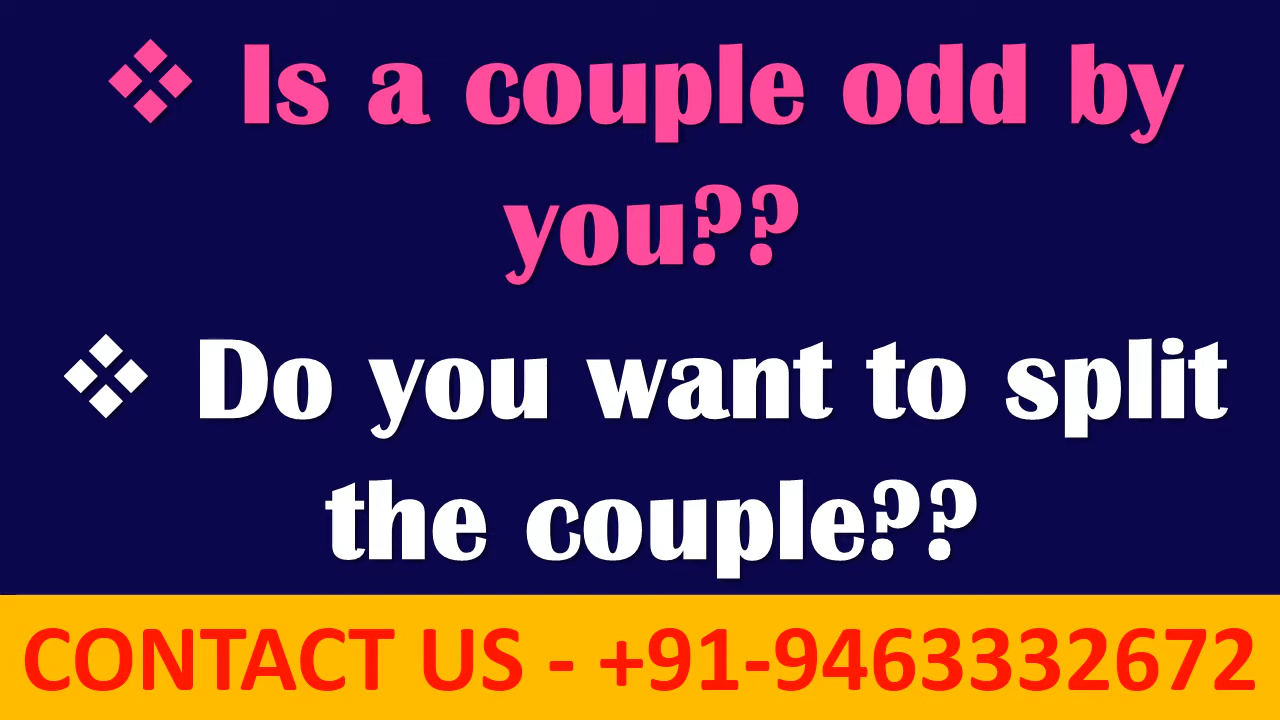 ❖ Is a couple odd by
you??
❖ Do you want to split
the couple??
CONTACT US - +91-9463332672